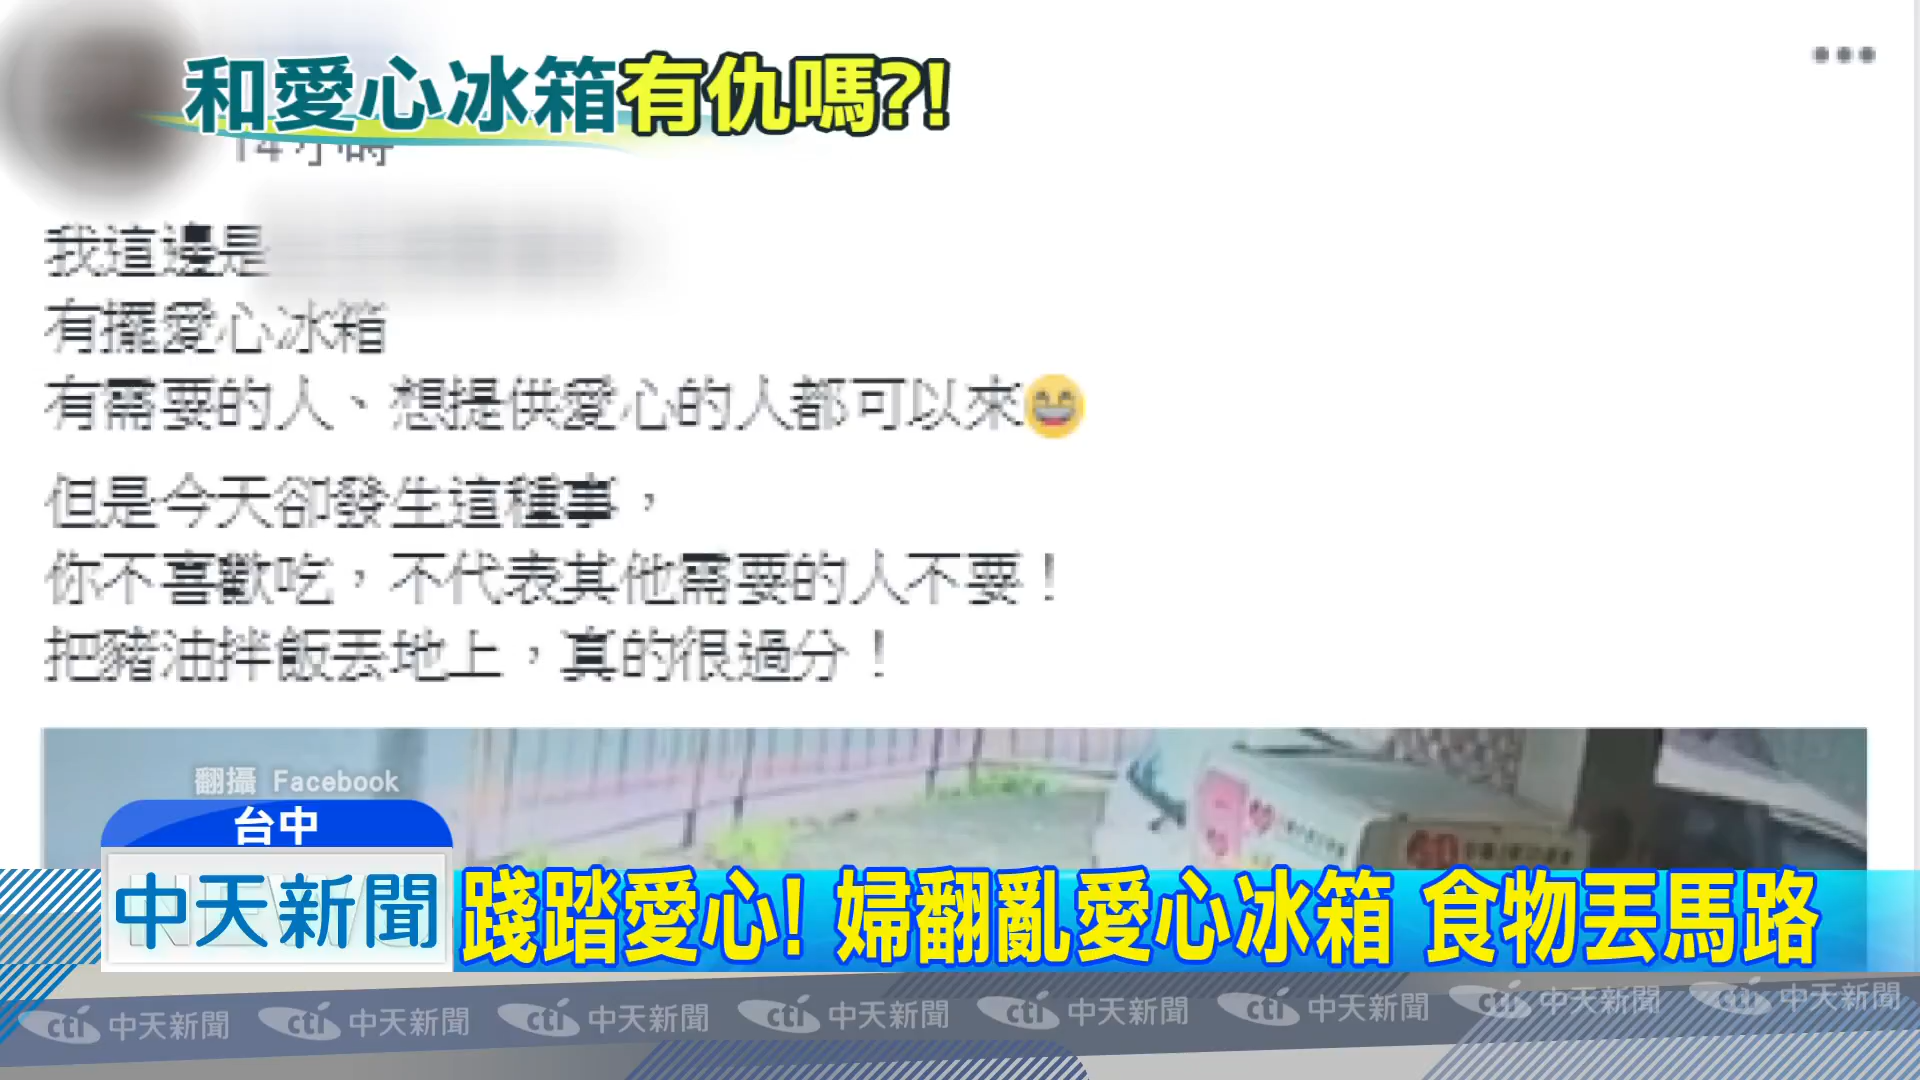 和愛心冰箱有仇嗎?!
14小時
我這邊是
有擺愛心冰箱
有需要的人、想提供愛心的人都可以來😄
但是今天卻發生這種事,
你不喜歡吃,不代表其他需要的人不要!
把豬油拌飯丟地上,真的很過分!
翻攝 Facebook
台中
中天新聞
踐踏愛心! 婦翻亂愛心冰箱 食物丟馬路
cti 中天新聞 cti 中天新聞 cti 中天新聞 cti 中天新聞 cti 中天新聞 cti 中天新聞 cti 中天新聞 cti 中天新聞